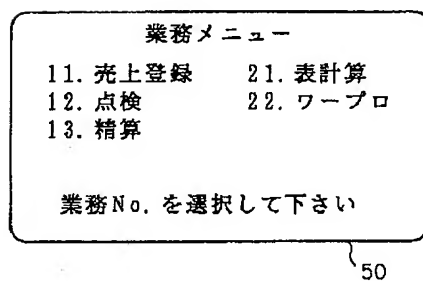 業務メニュー
11. 売上登録 21. 表計算
12. 点検 22. ワープロ
13. 精算
業務No. を選択して下さい
50